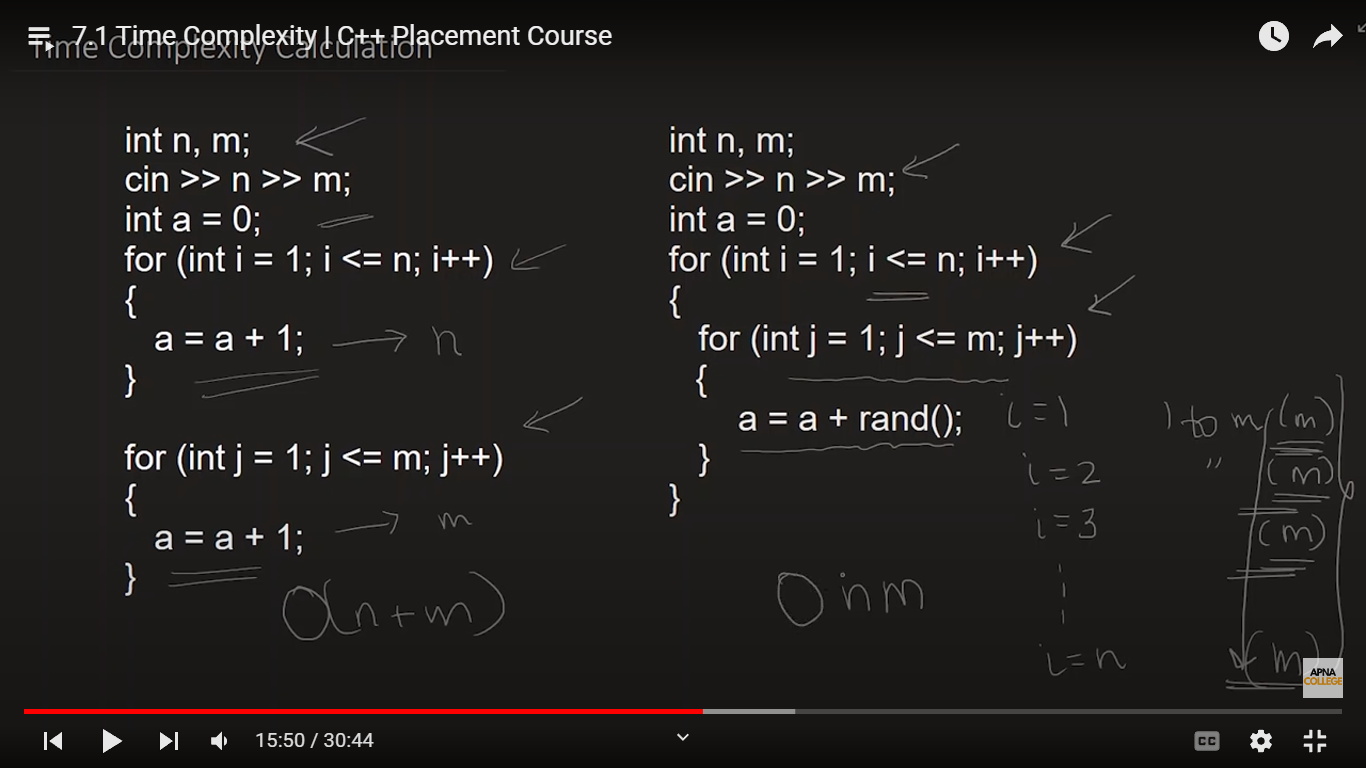 7.1 Time Complexity | C++ Placement Course
Time Complexity Calculation
int n, m;
cin >> n >> m;
int a = 0;
for (int i = 1; i <= n; i++)
{
a = a + 1; → n
}
for (int j = 1; j <= m; j++)
{
a = a + 1; → m
}
O(n+m)
int n, m;
cin >> n >> m;
int a = 0;
for (int i = 1; i <= n; i++)
{
for (int j = 1; j <= m; j++)
{
a = a + rand();
}
}
i=1 1 to m (m)
i=2 " (m)
i=3 (m)
i=n (m)
O nm
APNA
COLLEGE
15:50 / 30:44
CC